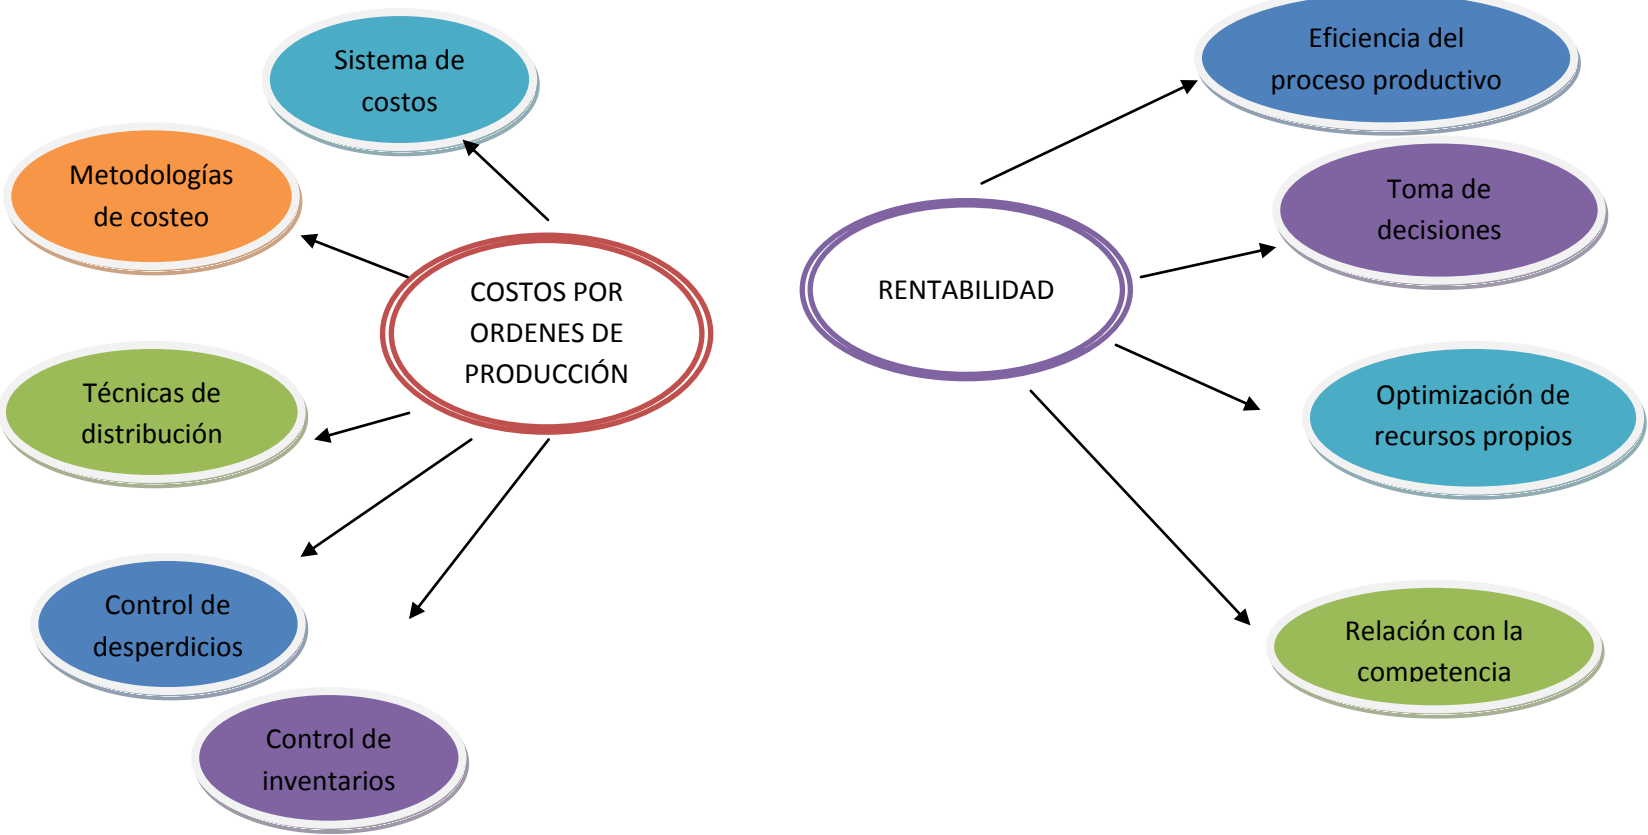 Sistema de
costos
Metodologías
de costeo
COSTOS POR
ORDENES DE
PRODUCCIÓN
Técnicas de
distribución
Control de
desperdicios
Control de
inventarios
Eficiencia del
proceso productivo
Toma de
decisiones
RENTABILIDAD
Optimización de
recursos propios
Relación con la
competencia